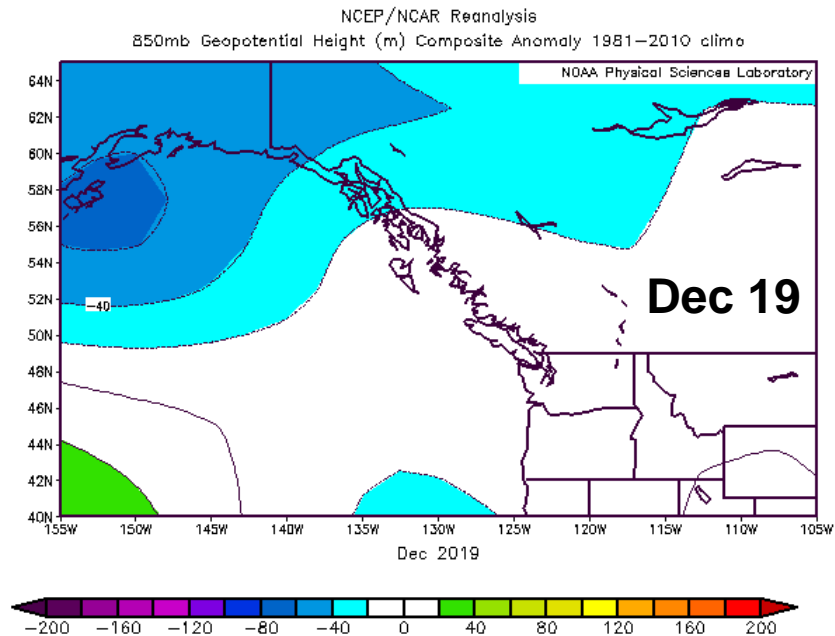 NCEP/NCAR Reanalysis
850mb Geopotential Height (m) Composite Anomaly 1981–2010 climo
NOAA Physical Sciences Laboratory
64N
62N
60N
58N
56N
54N
52N
50N
48N
46N
44N
42N
40N
-40
Dec 19
155W 150W 145W 140W 135W 130W 125W 120W 115W 110W 105W
Dec 2019
-200 -160 -120 -80 -40 0 40 80 120 160 200